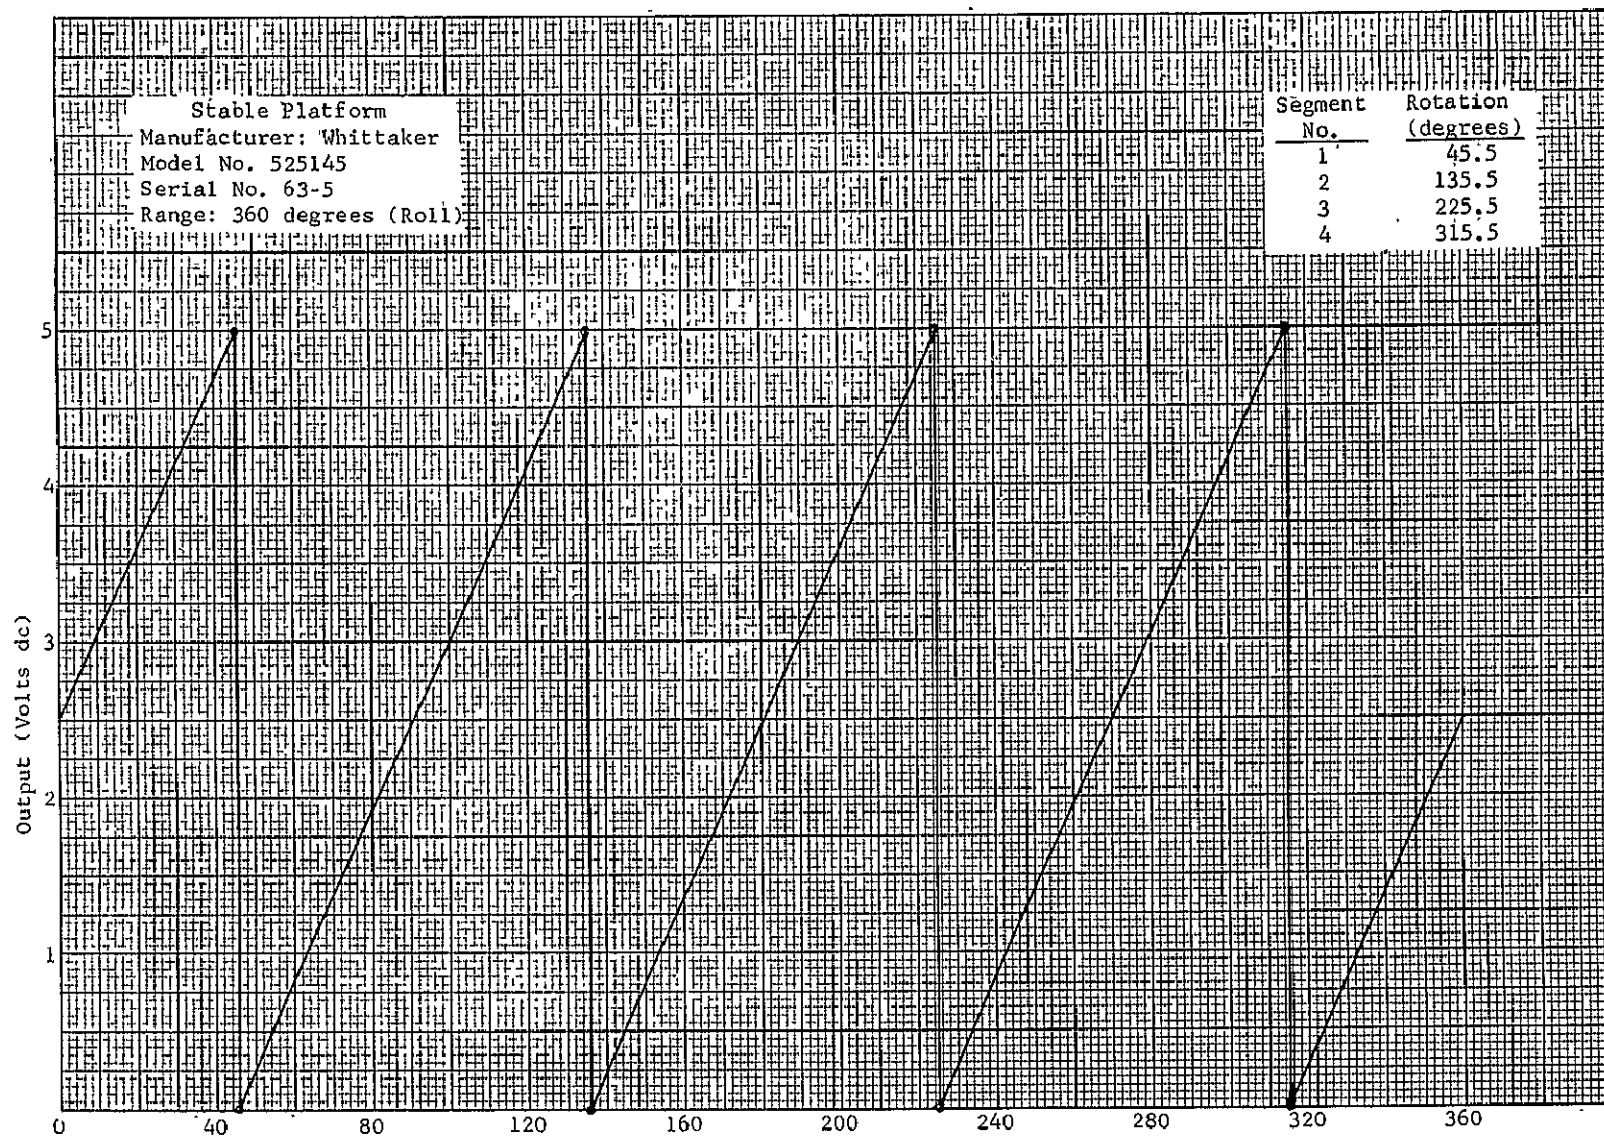 Stable Platform
Manufacturer: Whittaker
Model No. 525145
Serial No. 63-5
Range: 360 degrees (Roll)
Segment Rotation
No. (degrees)
1 45.5
2 135.5
3 225.5
4 315.5
Output (Volts dc)
5
4
3
2
1
0 40 80 120 160 200 240 280 320 360